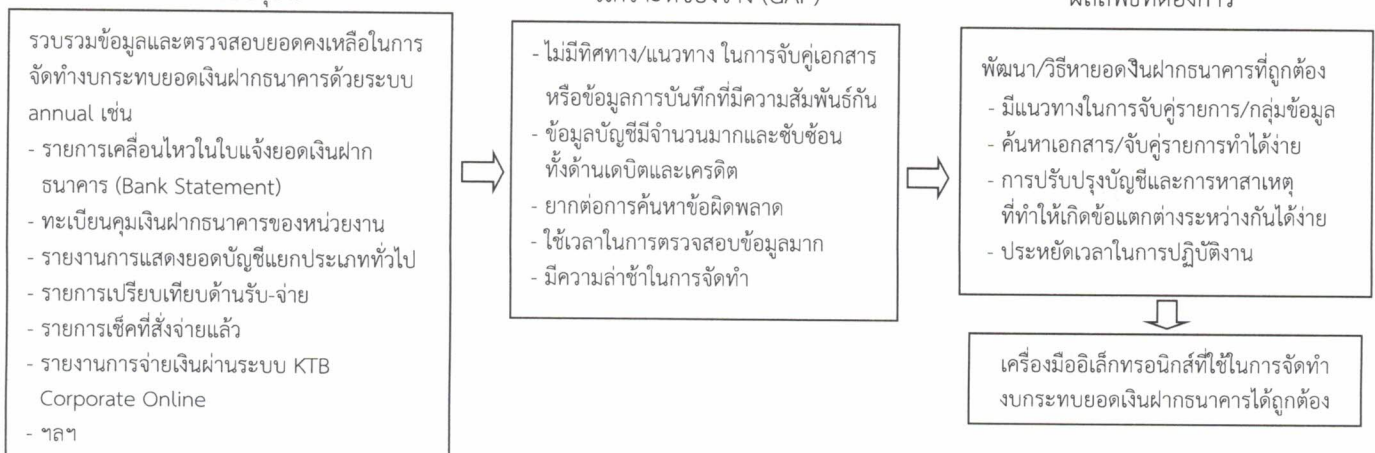 (GAP)
รวบรวมข้อมูลและตรวจสอบยอดคงเหลือในการ
จัดทำงบกระทบยอดเงินฝากธนาคารด้วยระบบ
annual เช่น
- รายการเคลื่อนไหวในใบแจ้งยอดเงินฝาก
ธนาคาร (Bank Statement)
- ทะเบียนคุมเงินฝากธนาคารของหน่วยงาน
- รายงานการแสดงยอดบัญชีแยกประเภททั่วไป
- รายการเปรียบเทียบด้านรับ-จ่าย
- รายการเช็คที่สั่งจ่ายแล้ว
- รายงานการจ่ายเงินผ่านระบบ KTB
Corporate Online
- ฯลฯ
- ไม่มีทิศทาง/แนวทาง ในการจับคู่เอกสาร
หรือข้อมูลการบันทึกที่มีความสัมพันธ์กัน
- ข้อมูลบัญชีมีจำนวนมากและซับซ้อน
ทั้งด้านเดบิตและเครดิต
- ยากต่อการค้นหาข้อผิดพลาด
- ใช้เวลาในการตรวจสอบข้อมูลมาก
- มีความล่าช้าในการจัดทำ
พัฒนา/วิธีหายอดเงินฝากธนาคารที่ถูกต้อง
- มีแนวทางในการจับคู่รายการ/กลุ่มข้อมูล
- ค้นหาเอกสาร/จับคู่รายการทำได้ง่าย
- การปรับปรุงบัญชีและการหาสาเหตุ
ที่ทำให้เกิดข้อแตกต่างระหว่างกันได้ง่าย
- ประหยัดเวลาในการปฏิบัติงาน
เครื่องมืออิเล็กทรอนิกส์ที่ใช้ในการจัดทำ
งบกระทบยอดเงินฝากธนาคารได้ถูกต้อง